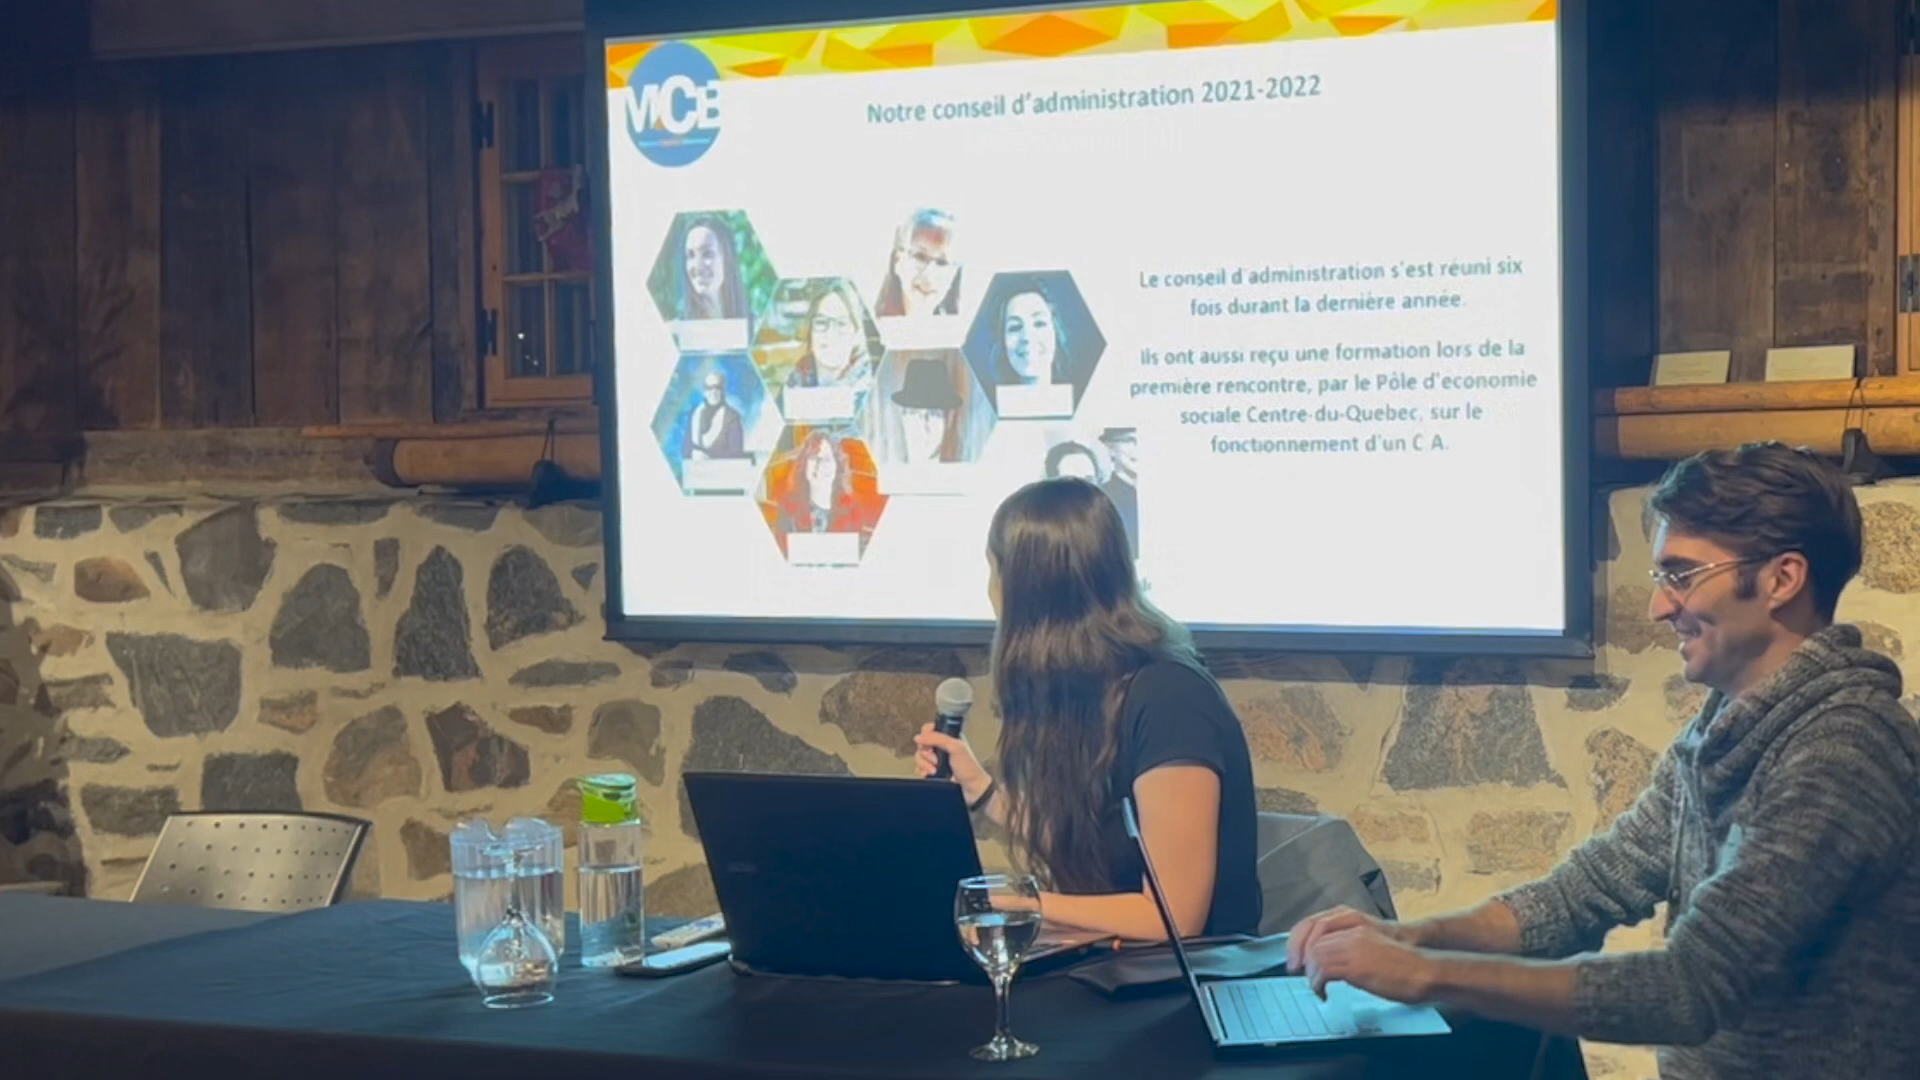 MCB
Notre conseil d'administration 2021-2022
Le conseil d'administration s'est réuni six
fois durant la dernière année.
Ils ont aussi reçu une formation lors de la
première rencontre, par le Pôle d'economie
sociale Centre-du-Quebec, sur le
fonctionnement d'un C A.